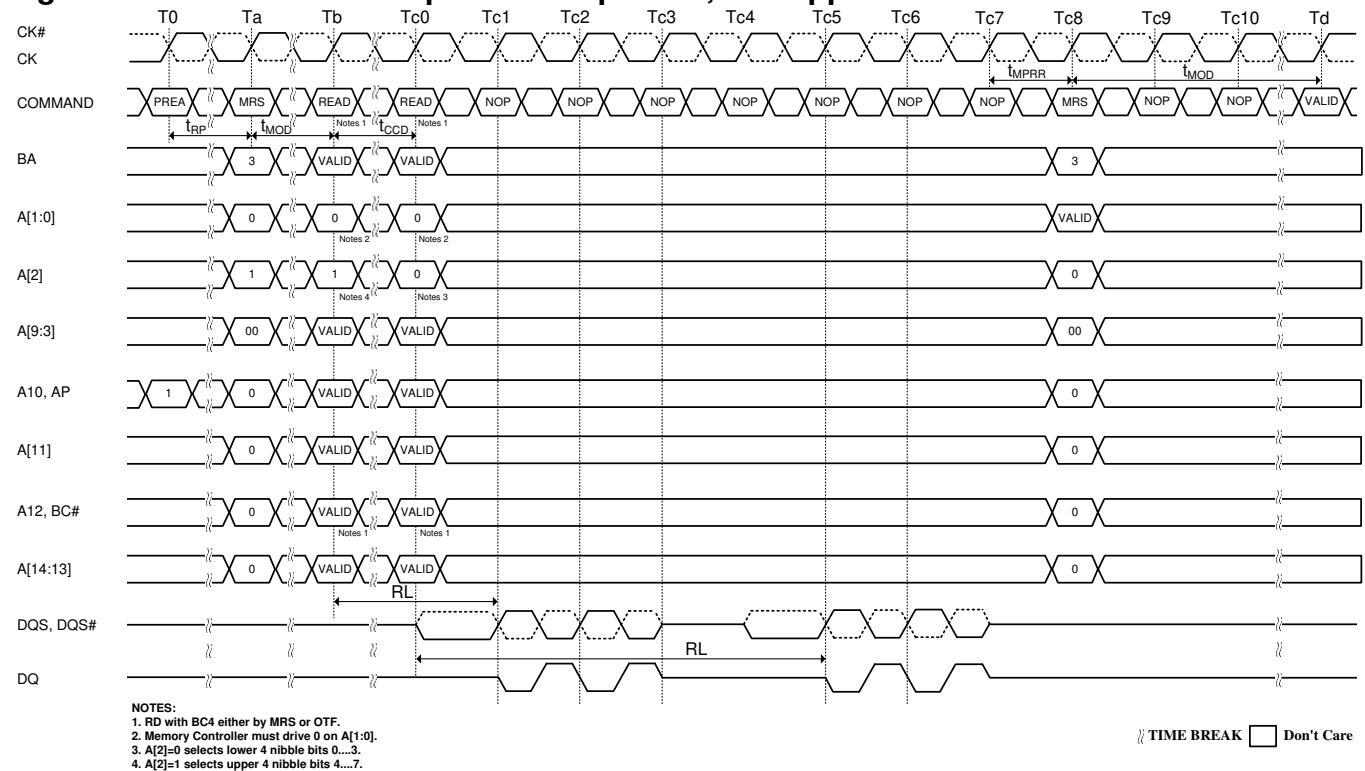 T0 Ta Tb Tc0 Tc1 Tc2 Tc3 Tc4 Tc5 Tc6 Tc7 Tc8 Tc9 Tc10 Td
CK#
CK
tMPRR tMOD
COMMAND PREA MRS READ READ NOP NOP NOP NOP NOP NOP NOP MRS NOP NOP VALID
Notes 1 Notes 1
tRP tMOD tCCD
BA 3 VALID VALID 3
A[1:0] 0 0 0 VALID
Notes 2 Notes 2
A[2] 1 1 0 0
Notes 4 Notes 3
A[9:3] 00 VALID VALID 00
A10, AP 1 0 VALID VALID 0
A[11] 0 VALID VALID 0
A12, BC# 0 VALID VALID 0
Notes 1 Notes 1
A[14:13] 0 VALID VALID 0
RL
DQS, DQS#
RL
DQ
NOTES:
1. RD with BC4 either by MRS or OTF.
2. Memory Controller must drive 0 on A[1:0].
3. A[2]=0 selects lower 4 nibble bits 0....3.
4. A[2]=1 selects upper 4 nibble bits 4....7.
TIME BREAK Don't Care